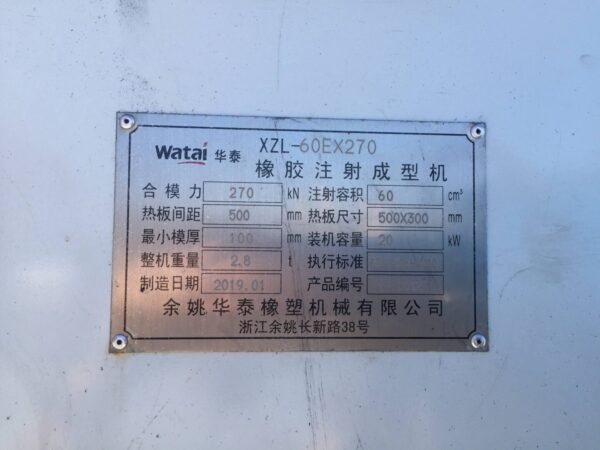 Watai 华泰 XZL-60EX270
橡胶注射成型机
合模力 270 kN 注射容积 60 cm³
热板间距 500 mm 热板尺寸 500X300 mm
最小模厚 100 mm 装机容量 20 kW
整机重量 2.8 t 执行标准
制造日期 2019.01 产品编号
余姚华泰橡塑机械有限公司
浙江余姚长新路38号